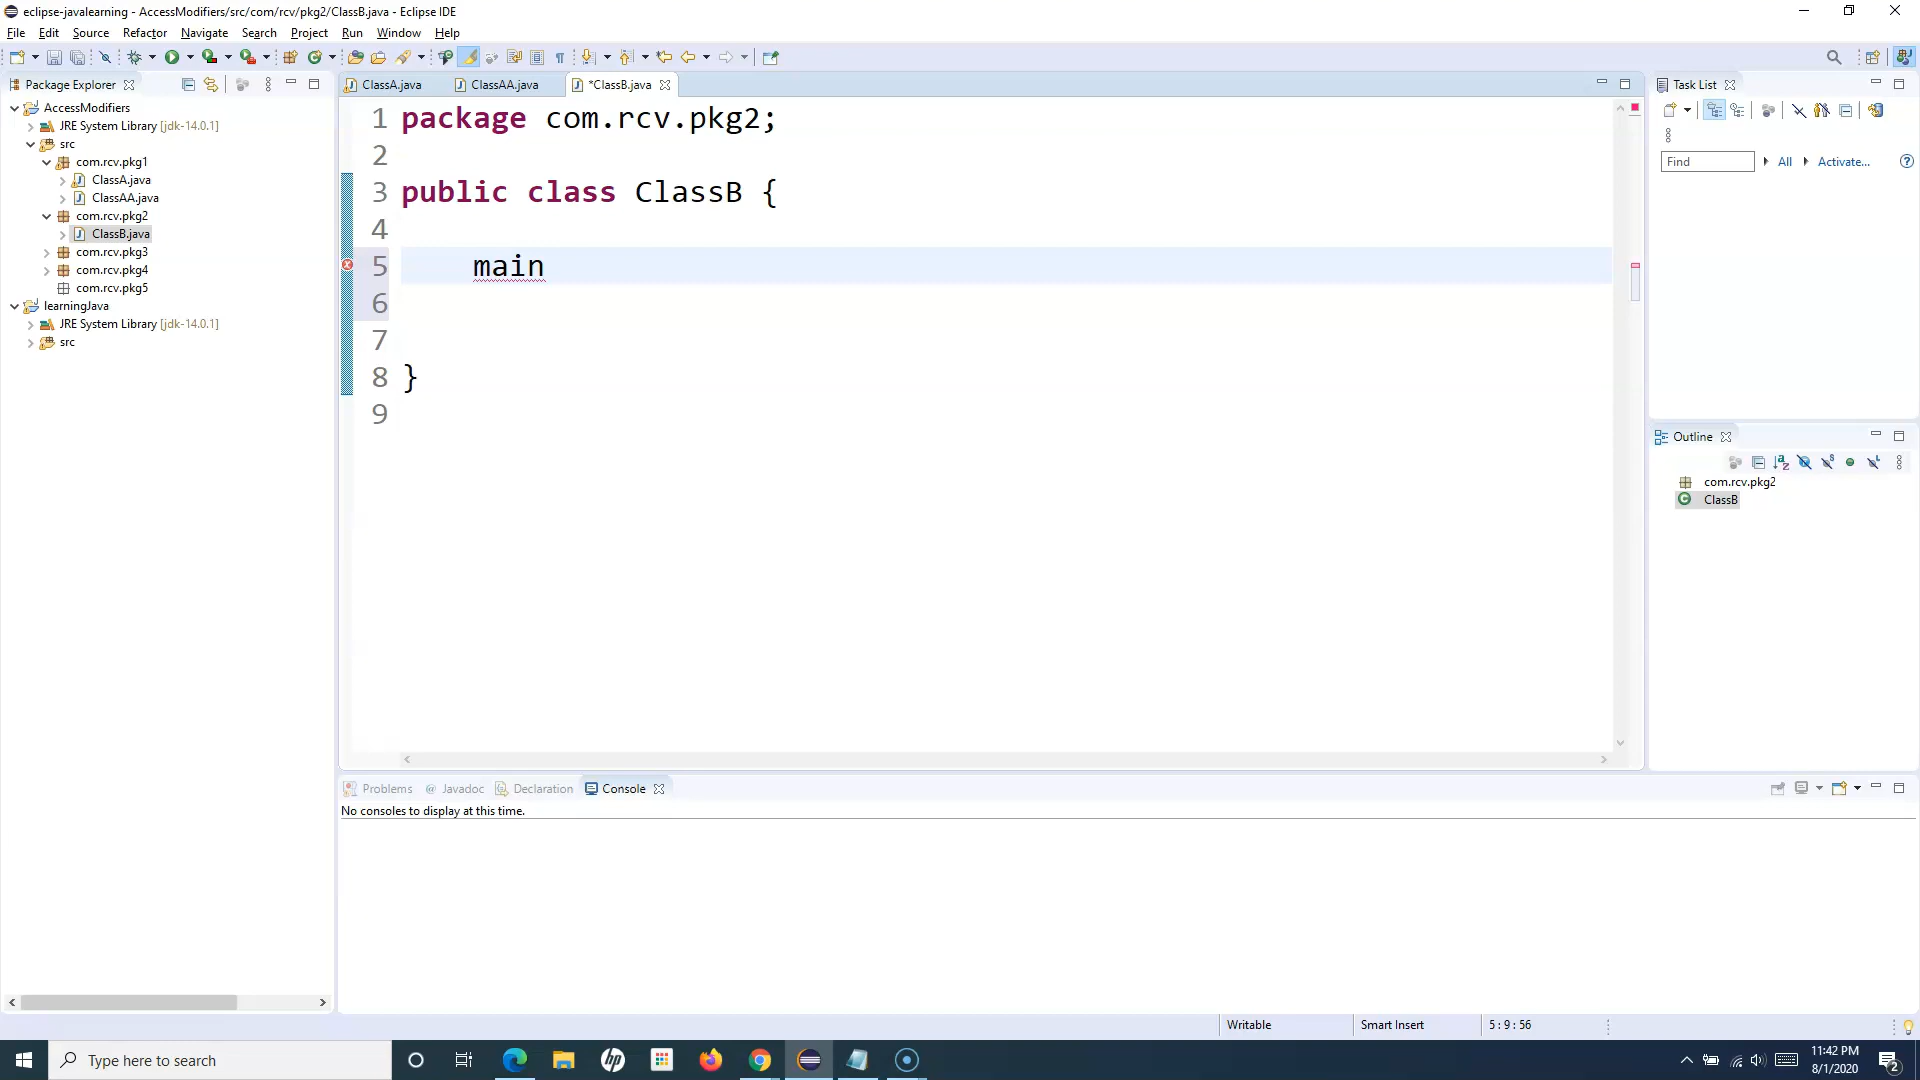 eclipse-javalearning - AccessModifiers/src/com/rcv/pkg2/ClassB.java - Eclipse IDE
File Edit Source Refactor Navigate Search Project Run Window Help
Package Explorer
AccessModifiers
JRE System Library [jdk-14.0.1]
src
com.rcv.pkg1
ClassA.java
ClassAA.java
com.rcv.pkg2
ClassB.java
com.rcv.pkg3
com.rcv.pkg4
com.rcv.pkg5
learningJava
JRE System Library [jdk-14.0.1]
src
ClassA.java ClassAA.java *ClassB.java
1 package com.rcv.pkg2;
2
3 public class ClassB {
4
5 main
6
7
8 }
9
Task List
Find All Activate...
Outline
com.rcv.pkg2
ClassB
Problems Javadoc Declaration Console
No consoles to display at this time.
Writable Smart Insert 5 : 9 : 56
Type here to search
11:42 PM
8/1/2020
2